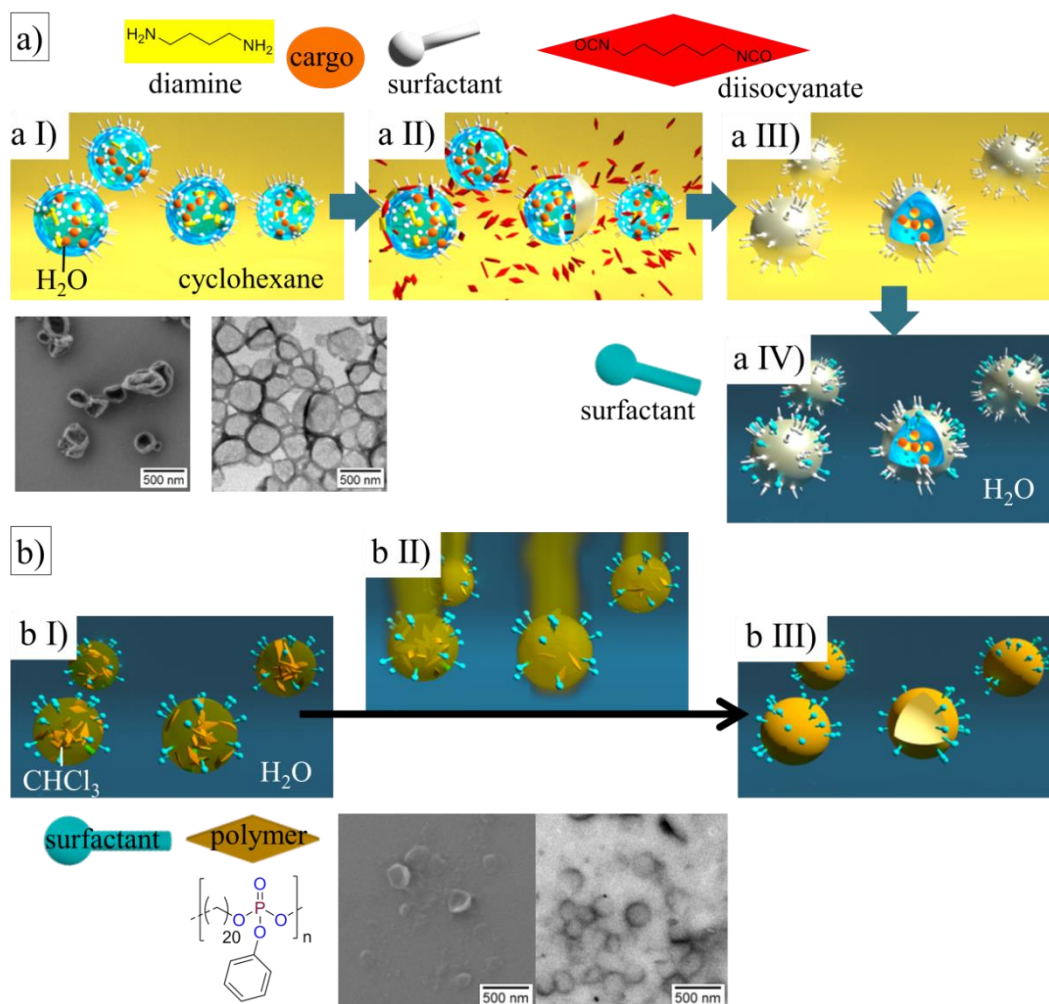 a)
H₂N
NH₂
diamine
cargo
surfactant
OCN
NCO
diisocyanate
a I)
H₂O
cyclohexane
a II)
a III)
500 nm
500 nm
surfactant
a IV)
H₂O
b)
b I)
CHCl₃
H₂O
b II)
b III)
surfactant
polymer
O
P
O
O
O
20
n
500 nm
500 nm